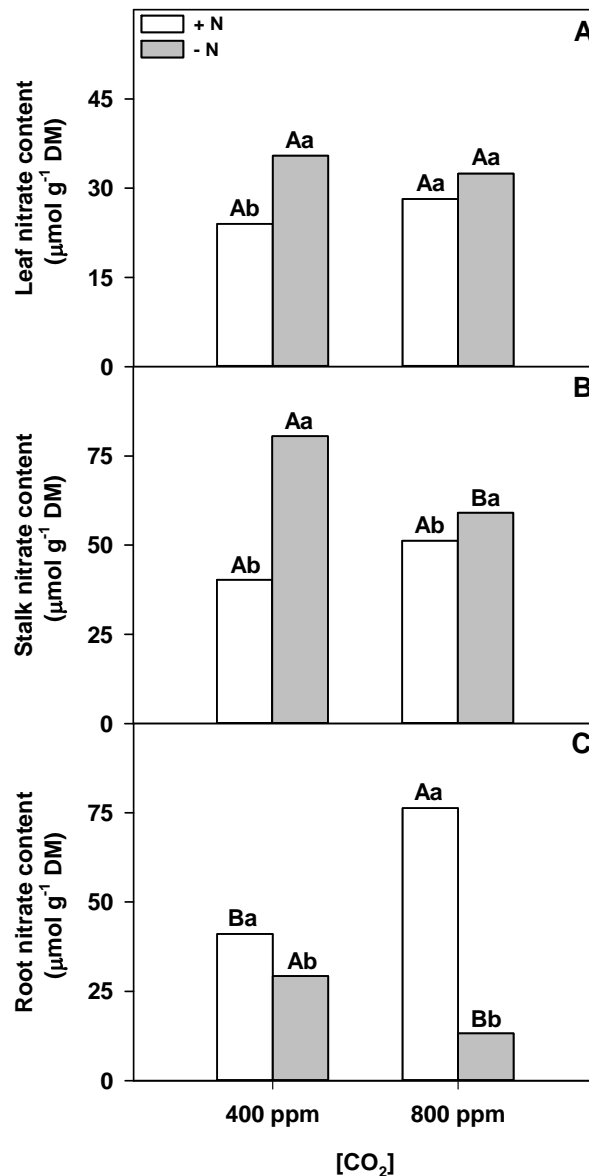 + N
- N
A
Leaf nitrate content
(μmol g⁻¹ DM)
45
30
15
0
Ab
Aa
Aa
Aa
B
Stalk nitrate content
(μmol g⁻¹ DM)
75
50
25
0
Ab
Aa
Ab
Ba
C
Root nitrate content
(μmol g⁻¹ DM)
75
50
25
0
Ba
Ab
Aa
Bb
400 ppm 800 ppm
[CO₂]